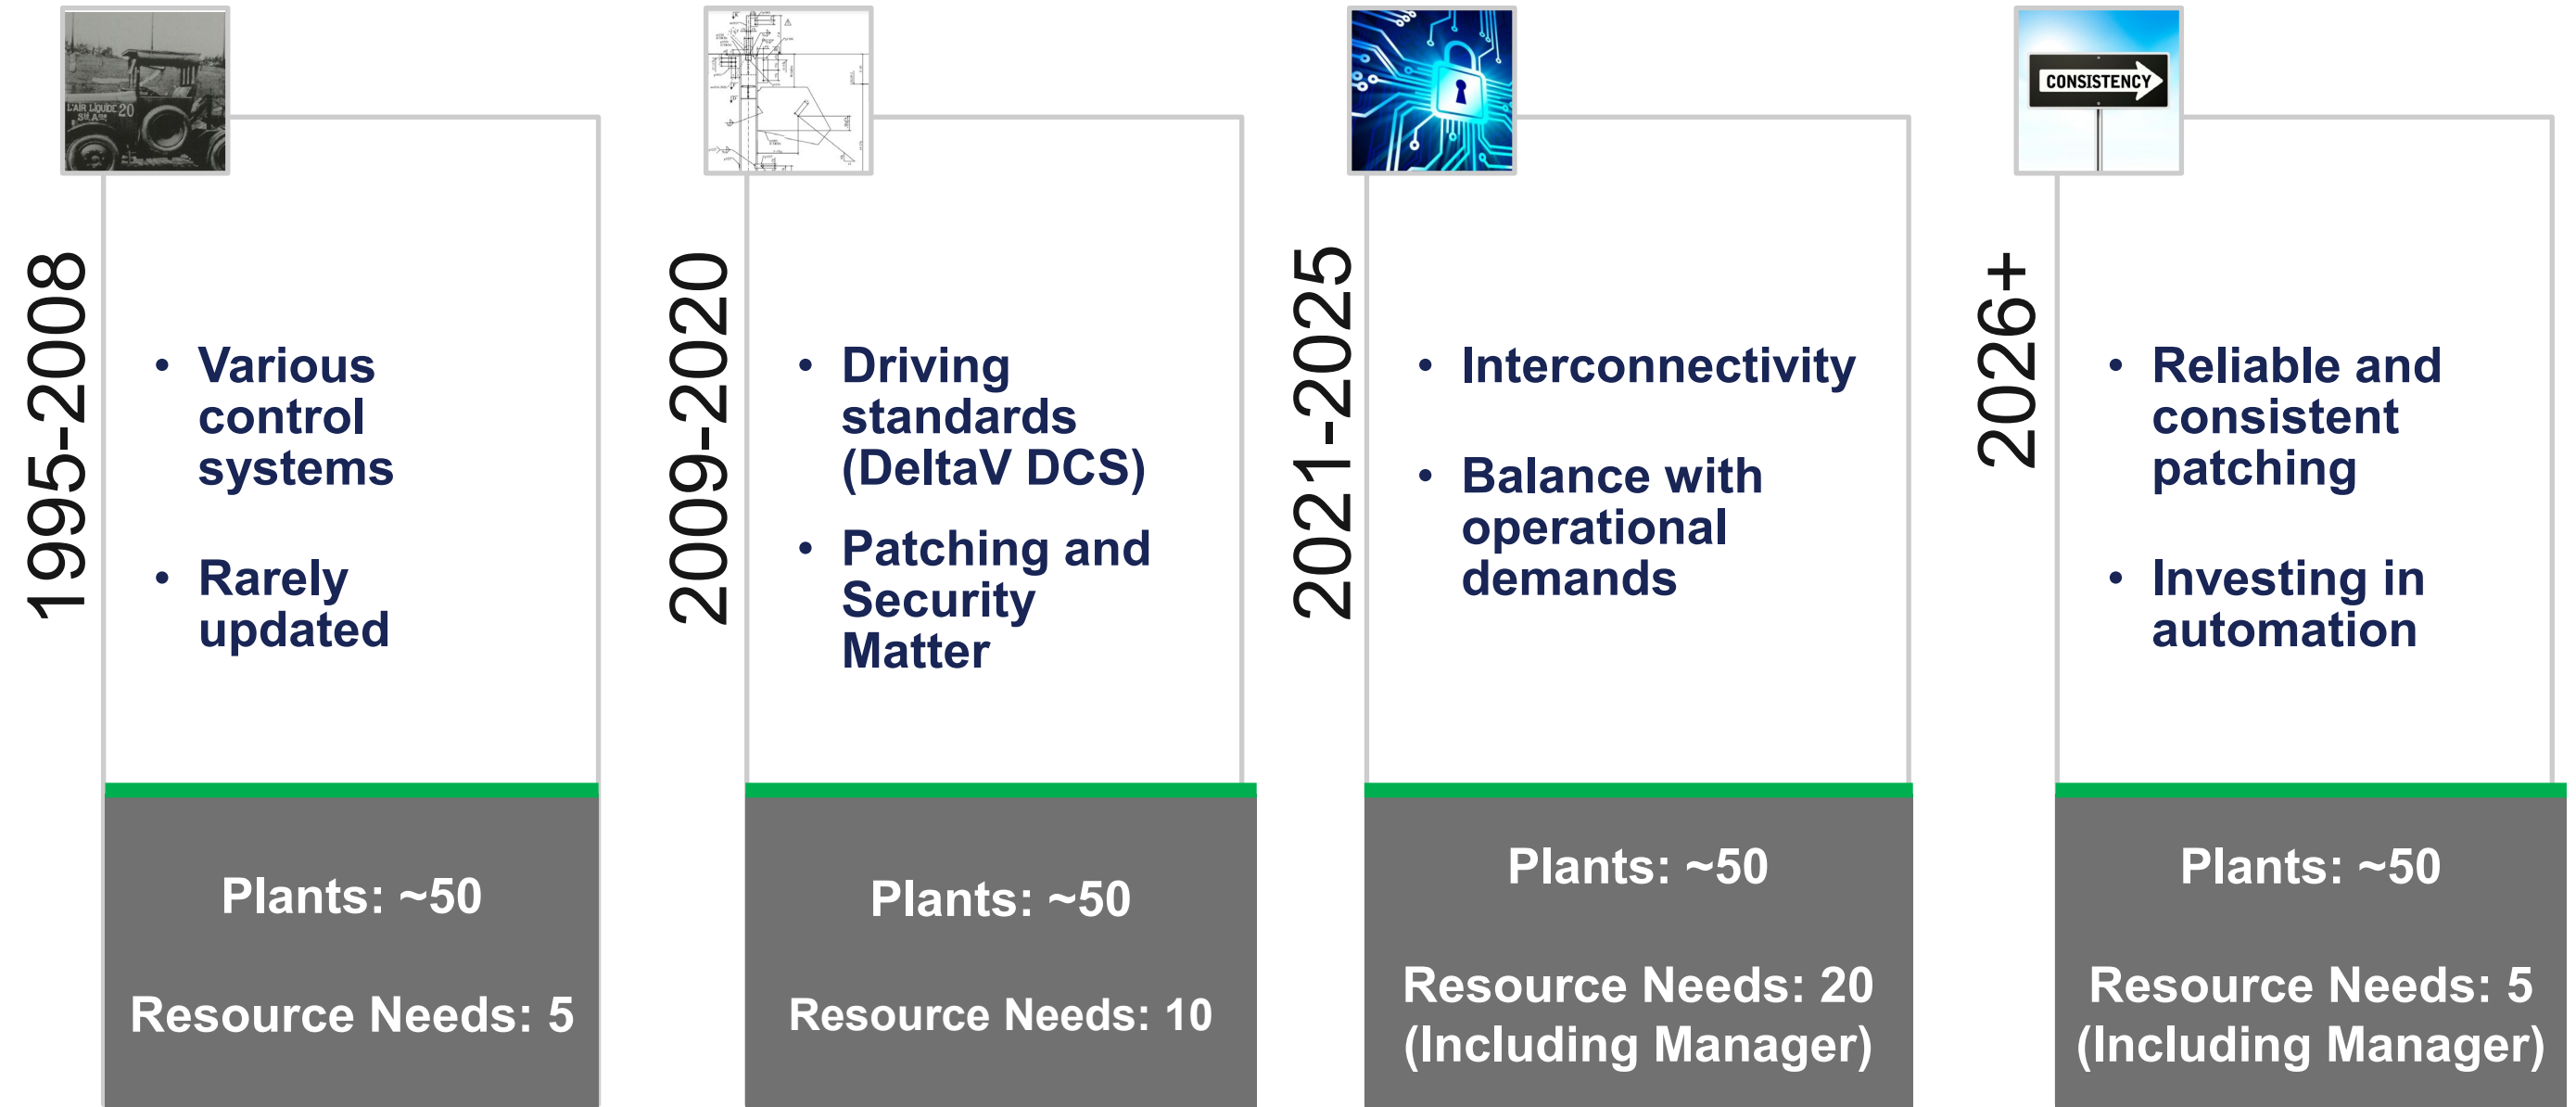 L'AIR LIQUIDE 20
CONSISTENCY
1995-2008
• Various
control
systems
• Rarely
updated
Plants: ~50
Resource Needs: 5
2009-2020
• Driving
standards
(DeltaV DCS)
• Patching and
Security
Matter
Plants: ~50
Resource Needs: 10
2021-2025
• Interconnectivity
• Balance with
operational
demands
Plants: ~50
Resource Needs: 20
(Including Manager)
2026+
• Reliable and
consistent
patching
• Investing in
automation
Plants: ~50
Resource Needs: 5
(Including Manager)